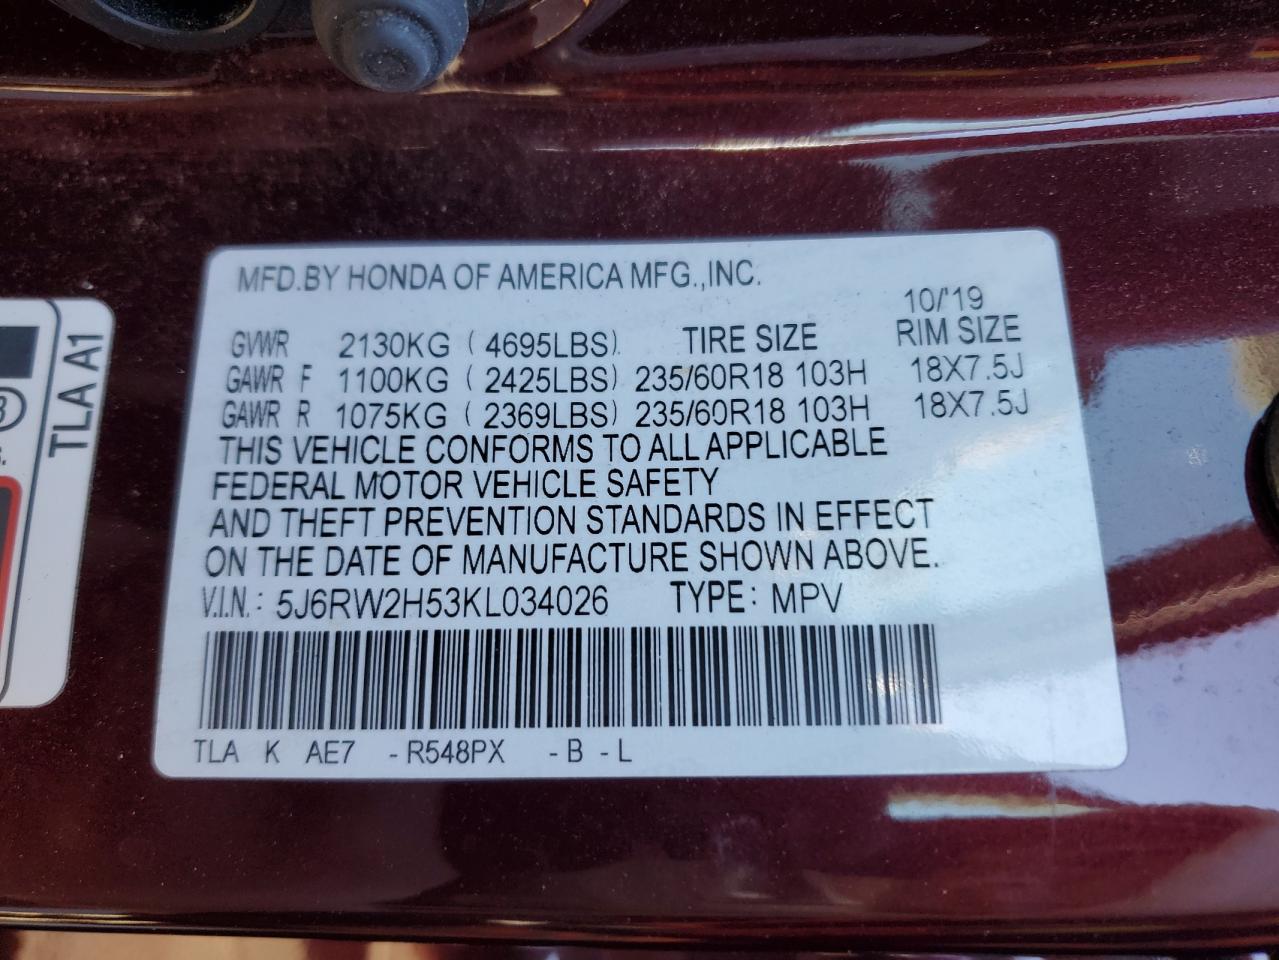 MFD.BY HONDA OF AMERICA MFG.,INC.
10/'19
GVWR 2130KG ( 4695LBS) TIRE SIZE RIM SIZE
GAWR F 1100KG ( 2425LBS) 235/60R18 103H 18X7.5J
GAWR R 1075KG ( 2369LBS) 235/60R18 103H 18X7.5J
THIS VEHICLE CONFORMS TO ALL APPLICABLE
FEDERAL MOTOR VEHICLE SAFETY
AND THEFT PREVENTION STANDARDS IN EFFECT
ON THE DATE OF MANUFACTURE SHOWN ABOVE.
V.I.N.: 5J6RW2H53KL034026 TYPE: MPV
TLA K AE7 -R548PX -B -L
TLA A1